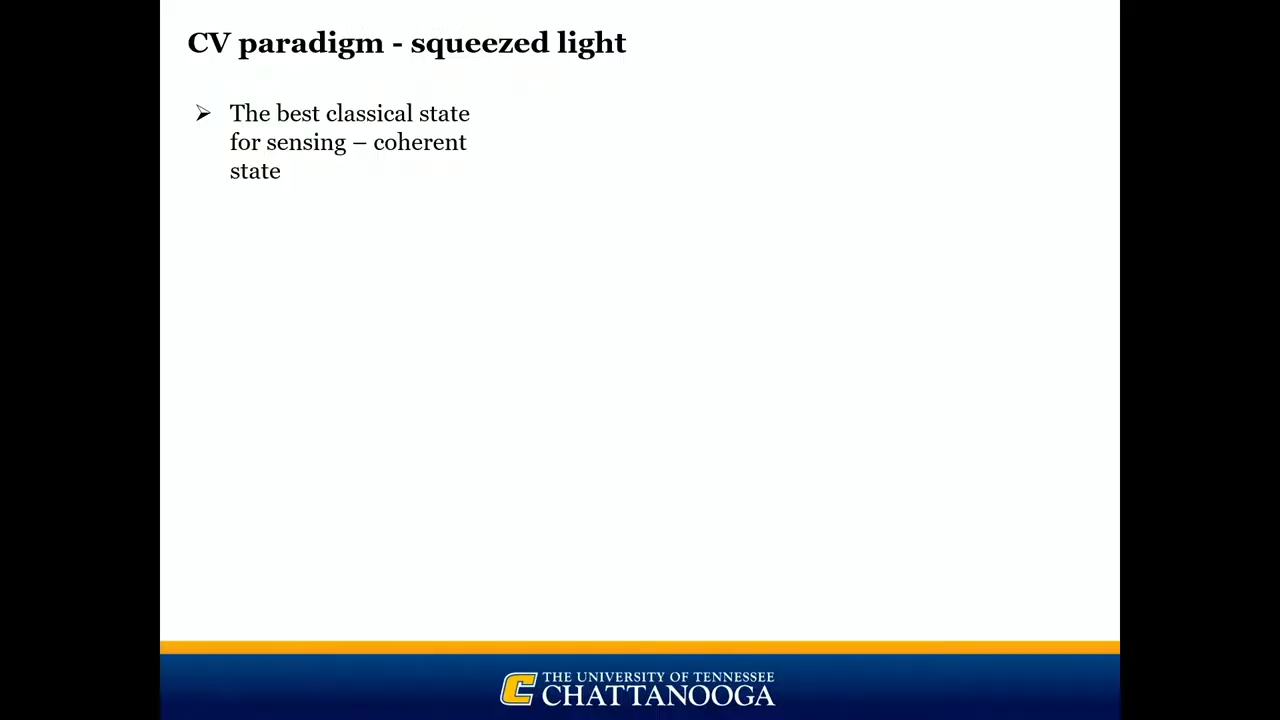 CV paradigm - squeezed light
➢ The best classical state
for sensing – coherent
state
THE UNIVERSITY OF TENNESSEE
CHATTANOOGA